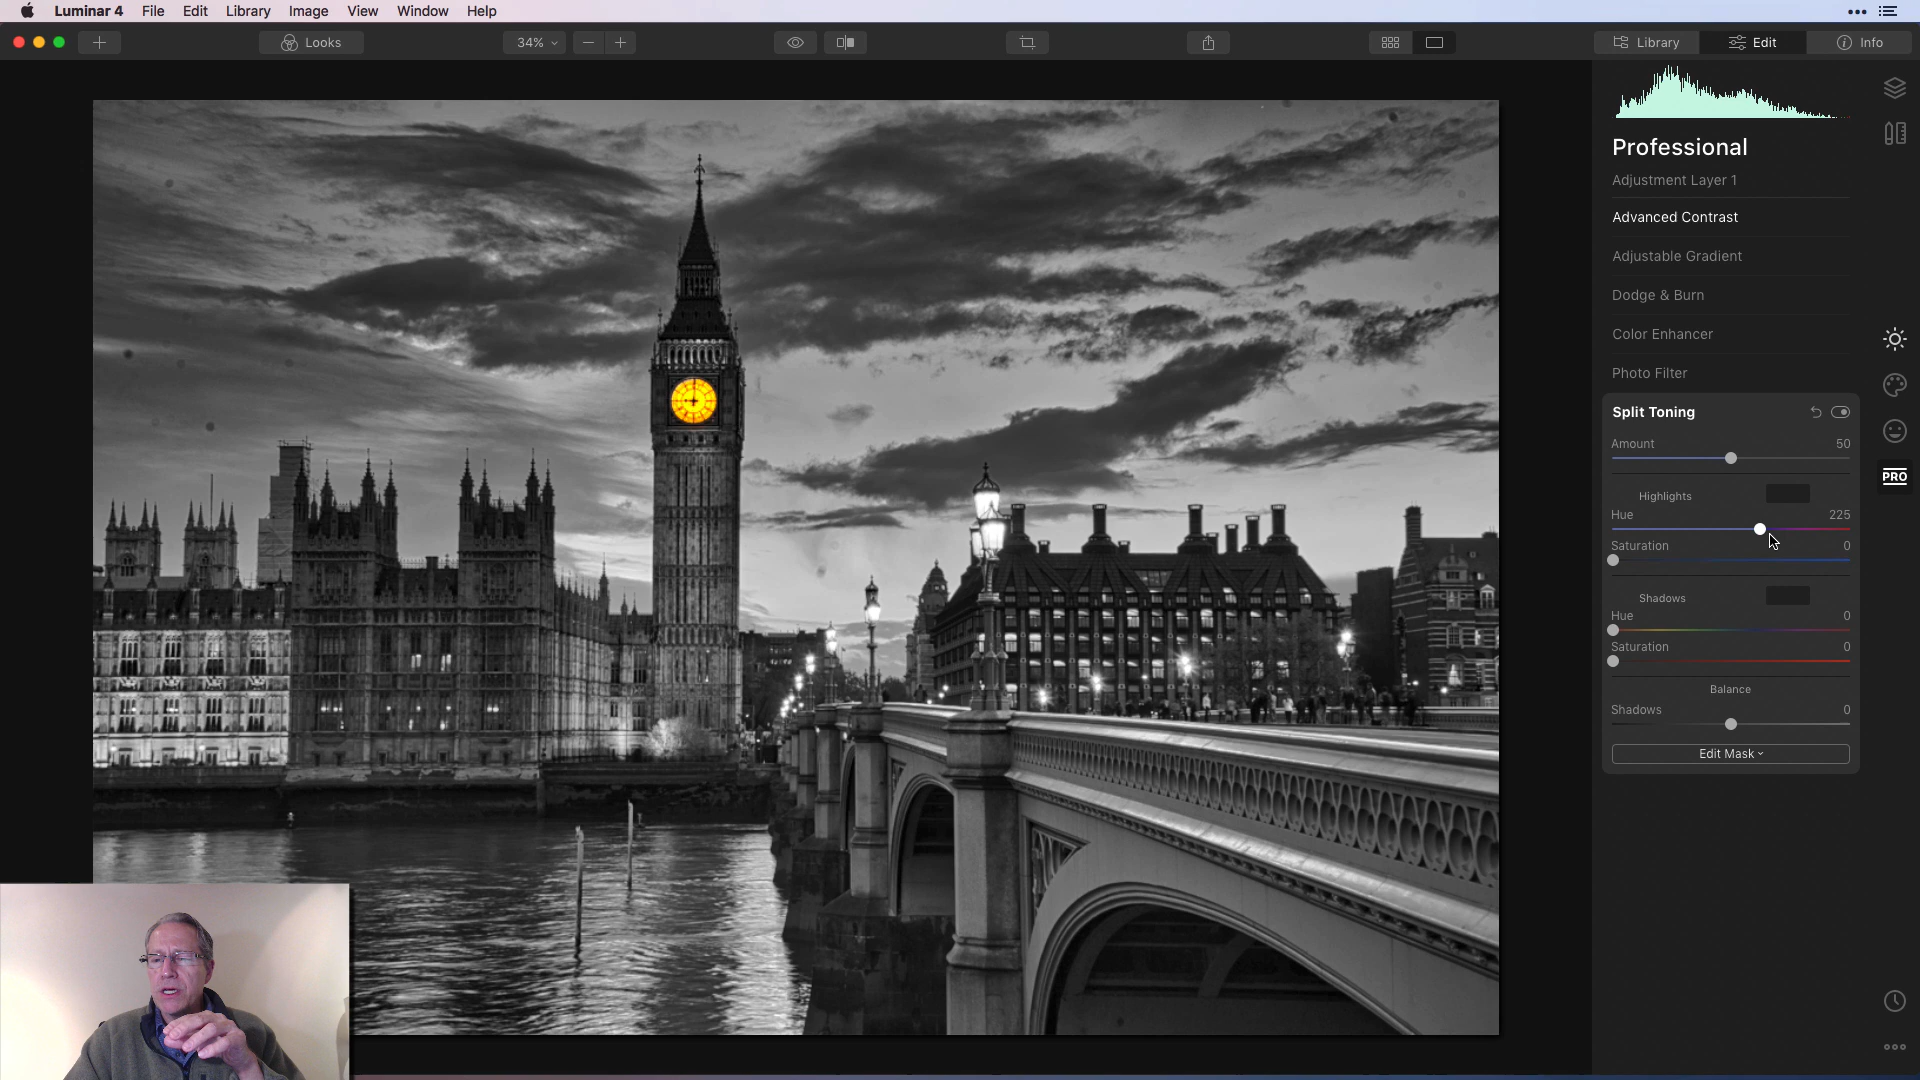 Luminar 4 File Edit Library Image View Window Help
Looks 34% Library Edit Info
Professional
Adjustment Layer 1
Advanced Contrast
Adjustable Gradient
Dodge & Burn
Color Enhancer
Photo Filter
Split Toning
Amount 50
Highlights
Hue 225
Saturation 0
Shadows
Hue 0
Saturation 0
Balance
Shadows 0
Edit Mask
PRO